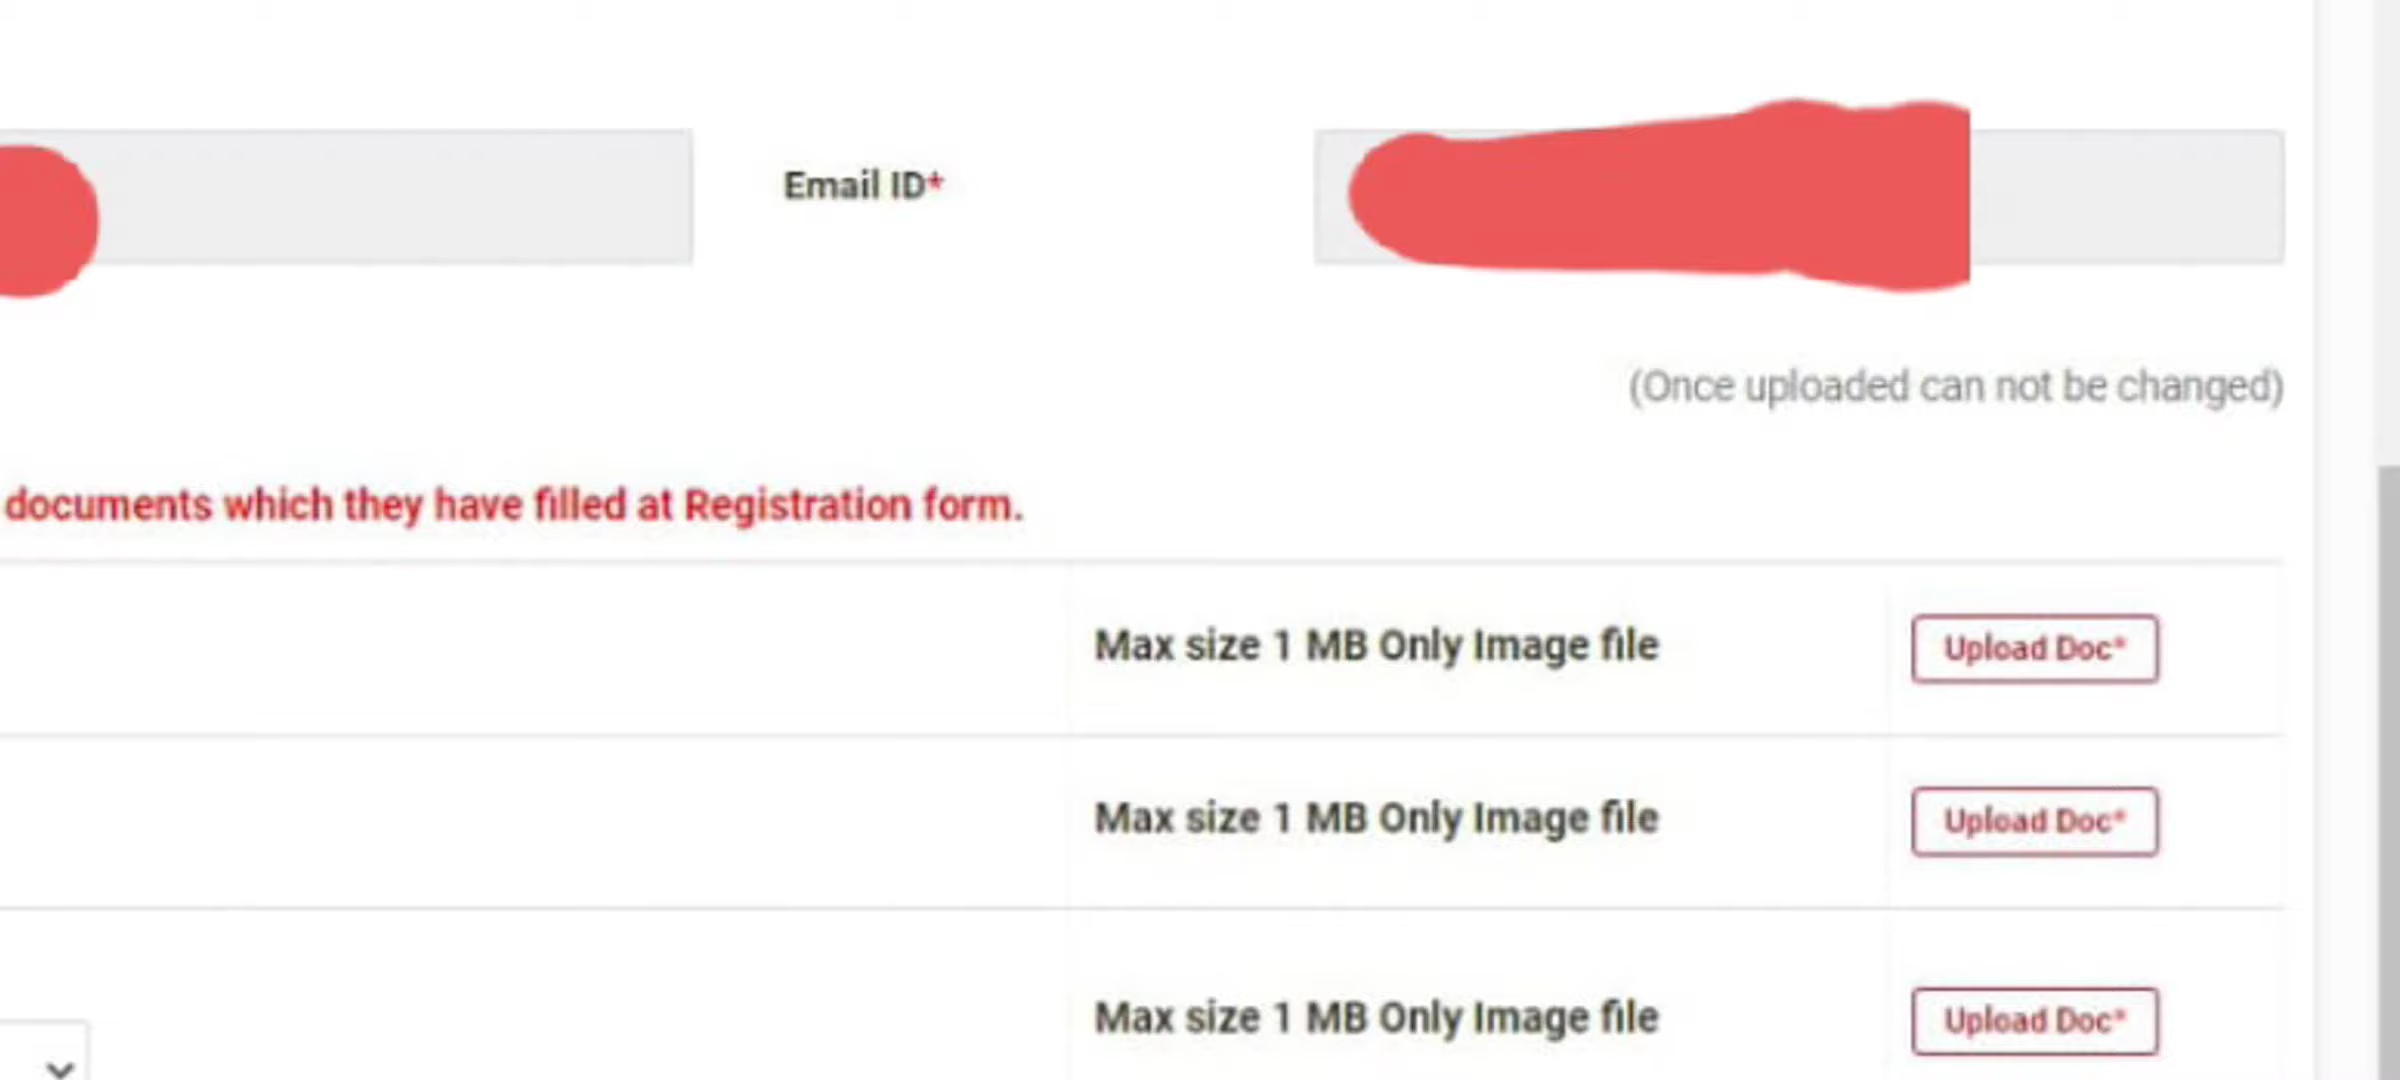 Email ID*
(Once uploaded can not be changed)
documents which they have filled at Registration form.
Max size 1 MB Only Image file Upload Doc*
Max size 1 MB Only Image file Upload Doc*
Max size 1 MB Only Image file Upload Doc*